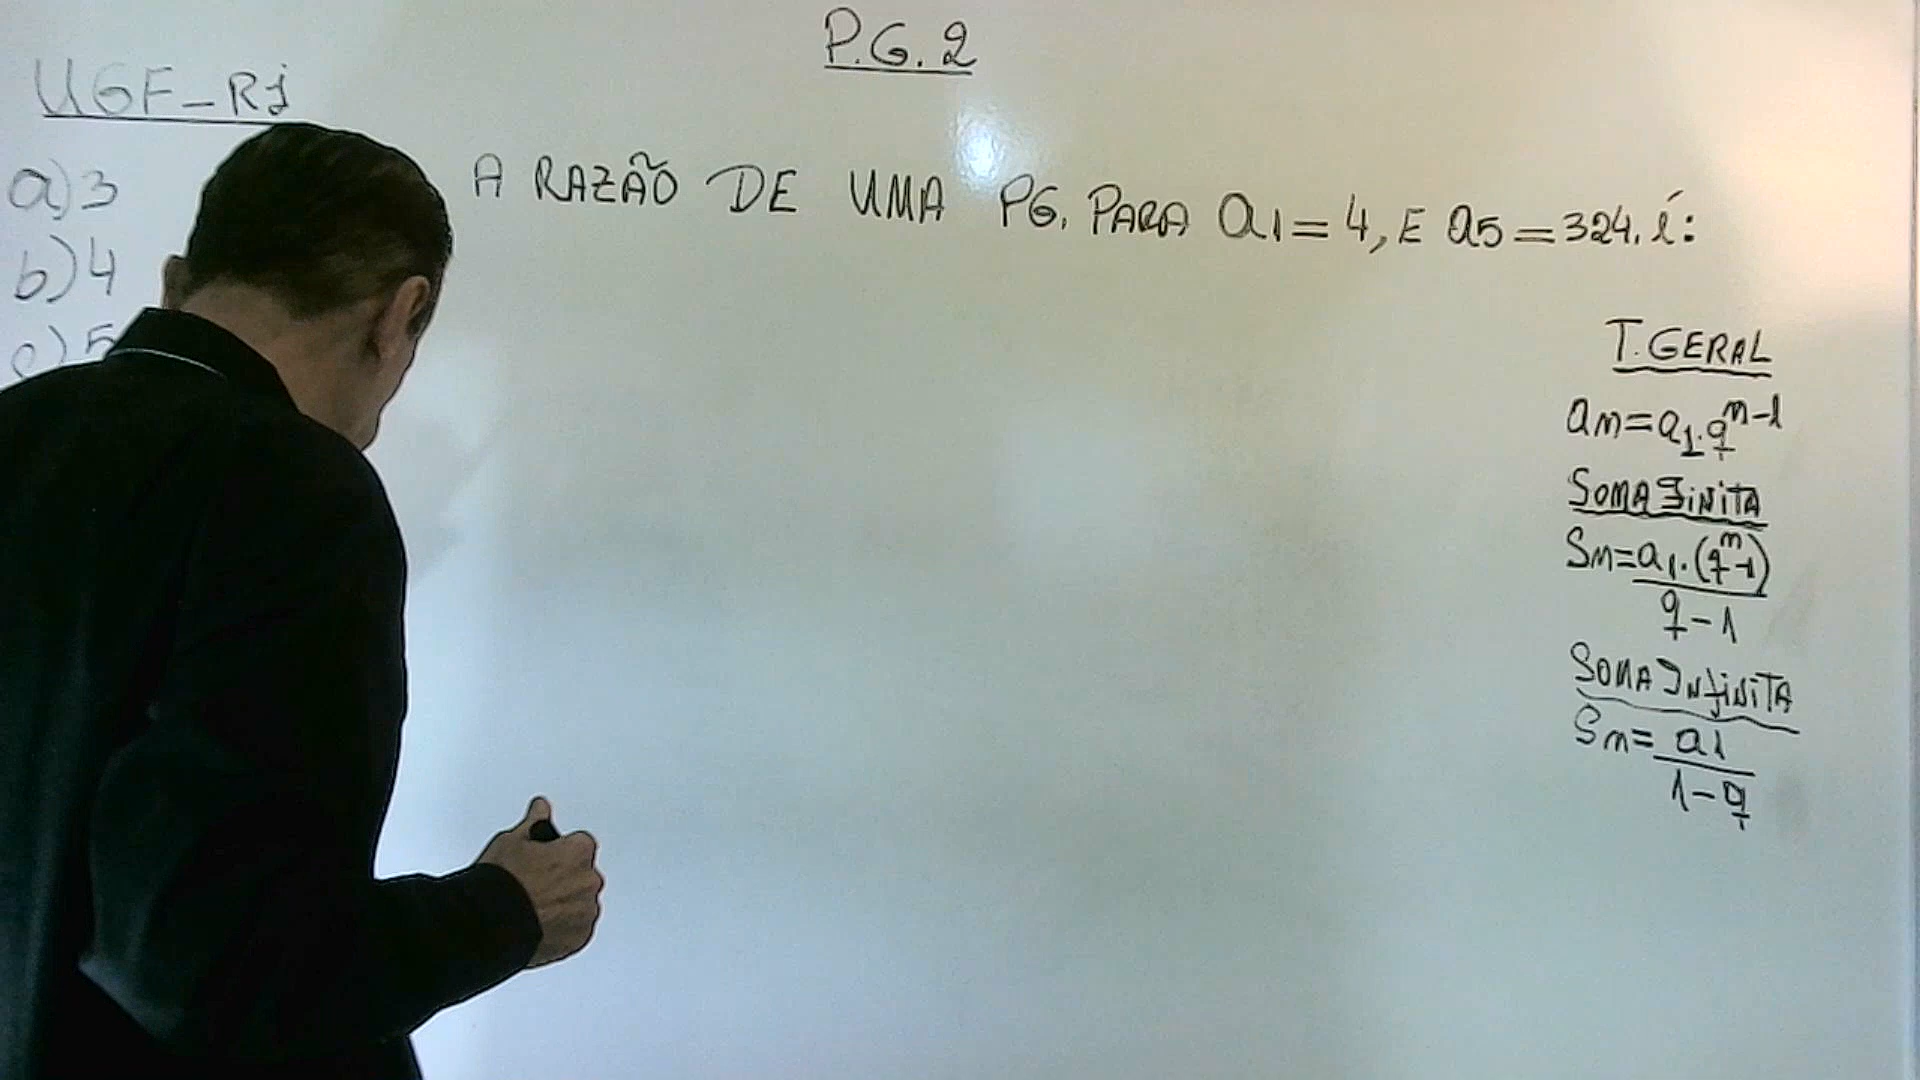 P.G.2
UGF-RJ
A RAZÃO DE UMA PG. PARA a1=4, E a5=324. é:
a)3
b)4
c)5
T.GERAL
an=a1.q^n-1
SOMA FiNiTA
Sn=a1.(q^n-1)
q-1
SOMA INfiNiTA
Sn=a1
1-q